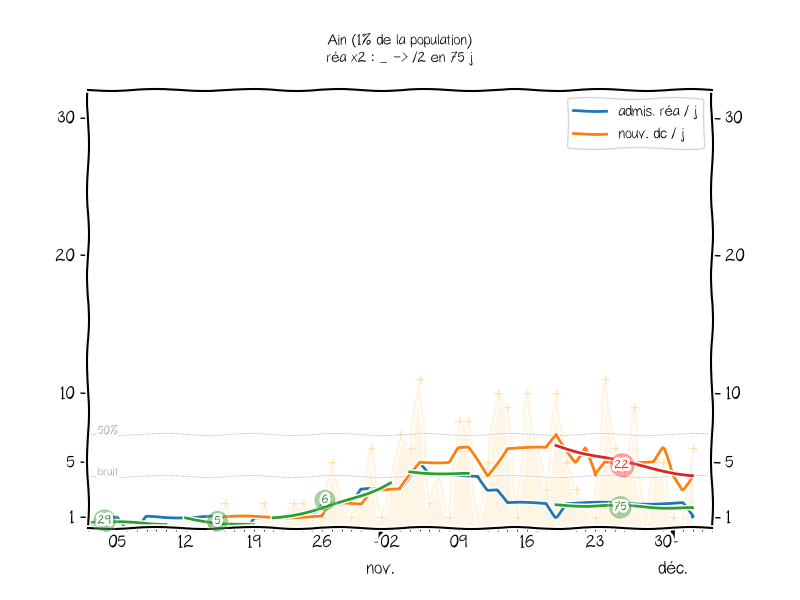 Ain (1% de la population)
réa x2 : _ -> /2 en 75 j
admis. réa / j
nouv. dc / j
30 30
20 20
10 10
50%
5 5
bruit
1 1
29 5 6 22 75
05 12 19 26 02 09 16 23 30
nov. déc.